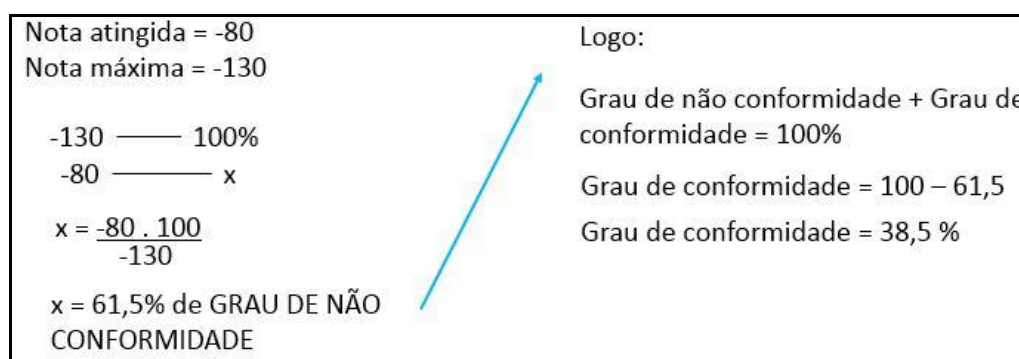 Nota atingida = -80
Nota máxima = -130
-130 —— 100%
-80 —— x
x = -80 . 100
-130
x = 61,5% de GRAU DE NÃO
CONFORMIDADE
Logo:
Grau de não conformidade + Grau de
conformidade = 100%
Grau de conformidade = 100 – 61,5
Grau de conformidade = 38,5 %